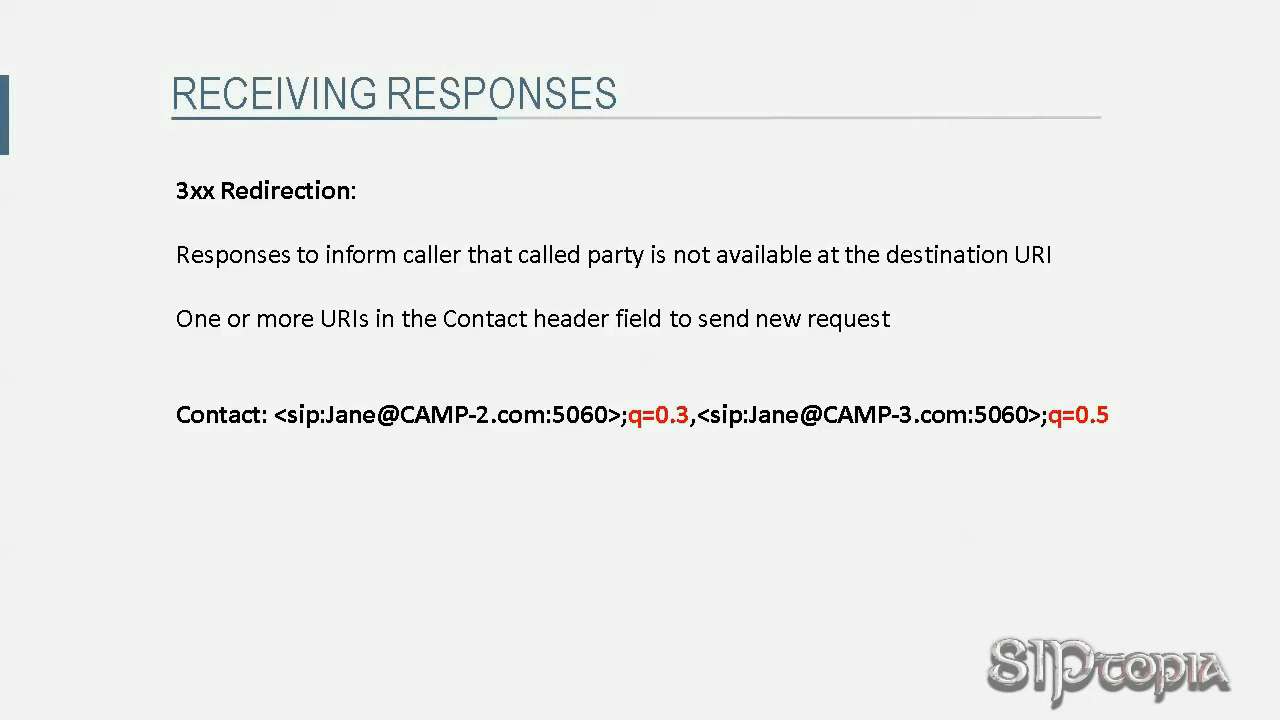 RECEIVING RESPONSES
3xx Redirection:
Responses to inform caller that called party is not available at the destination URI
One or more URIs in the Contact header field to send new request
Contact: <sip:Jane@CAMP-2.com:5060>;q=0.3,<sip:Jane@CAMP-3.com:5060>;q=0.5
SIPtopia